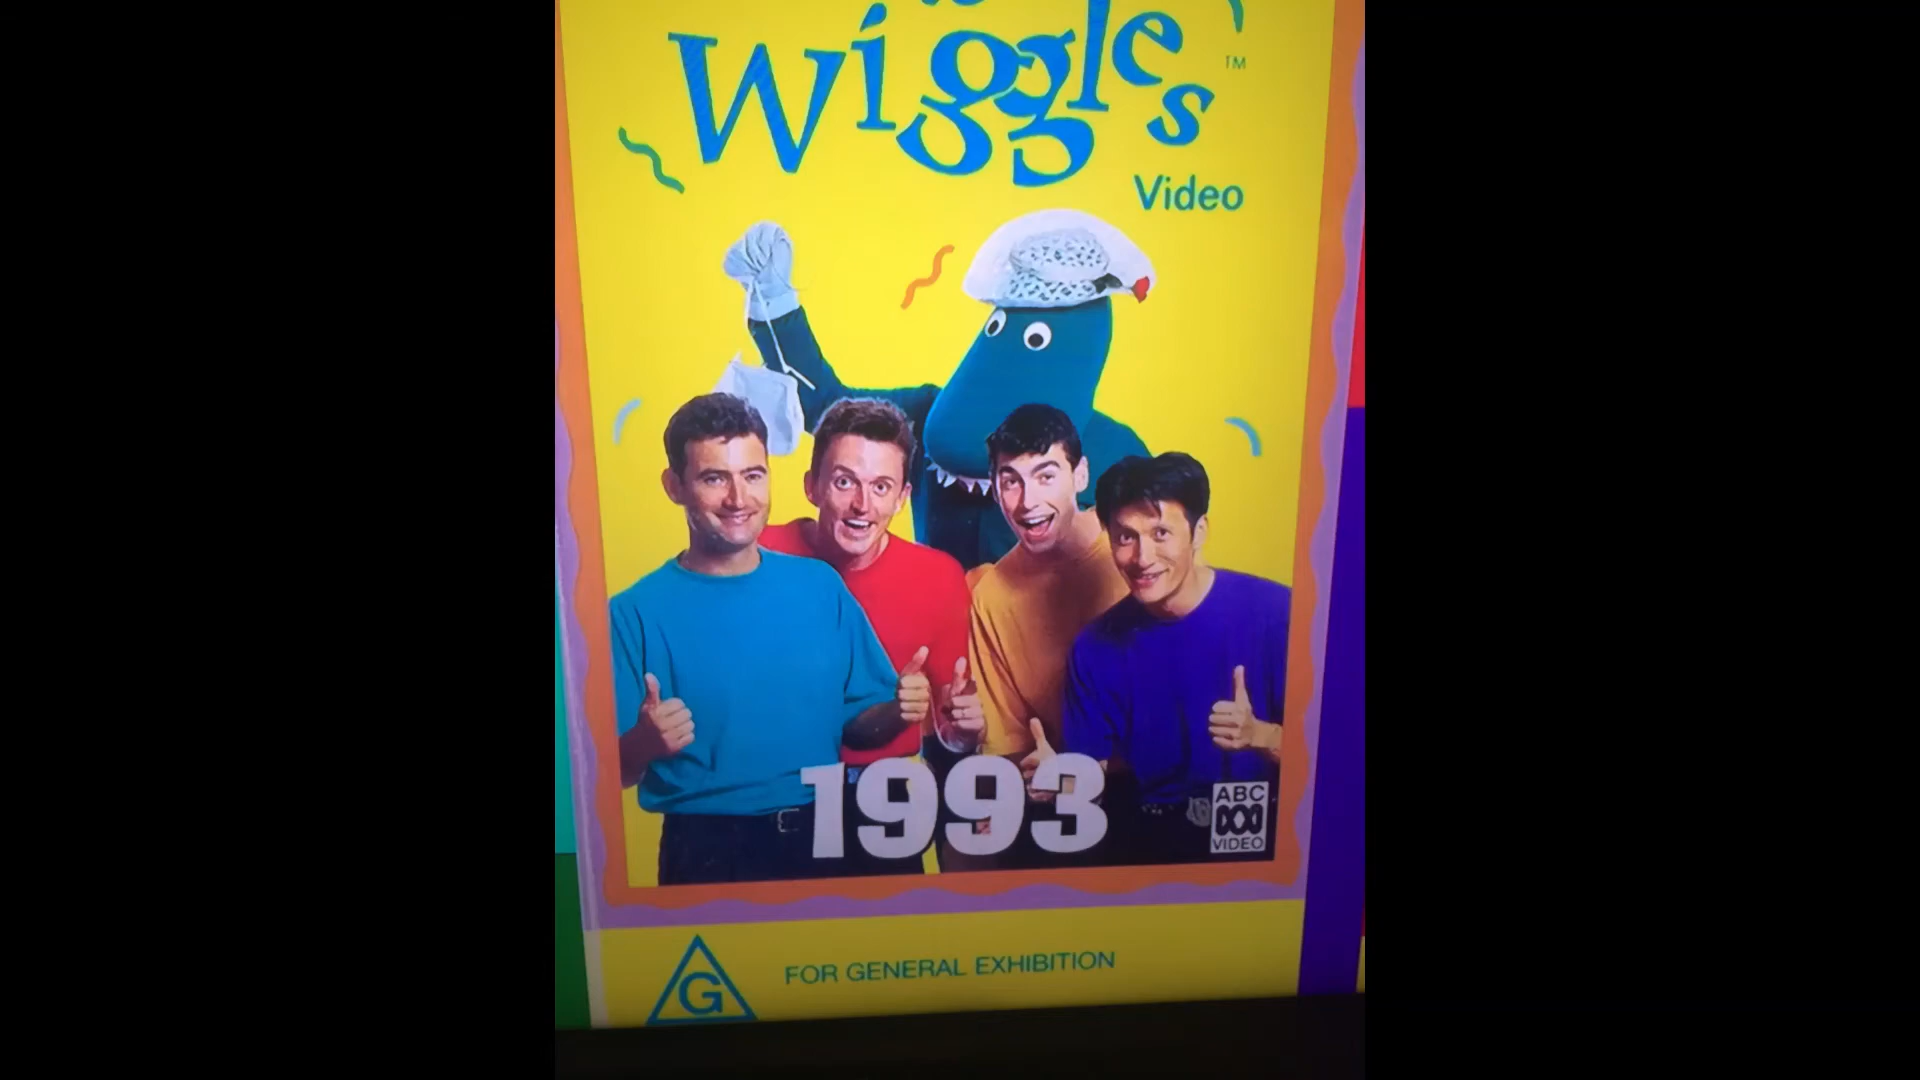 Wiggles
TM
Video
1993
ABC
VIDEO
G
FOR GENERAL EXHIBITION